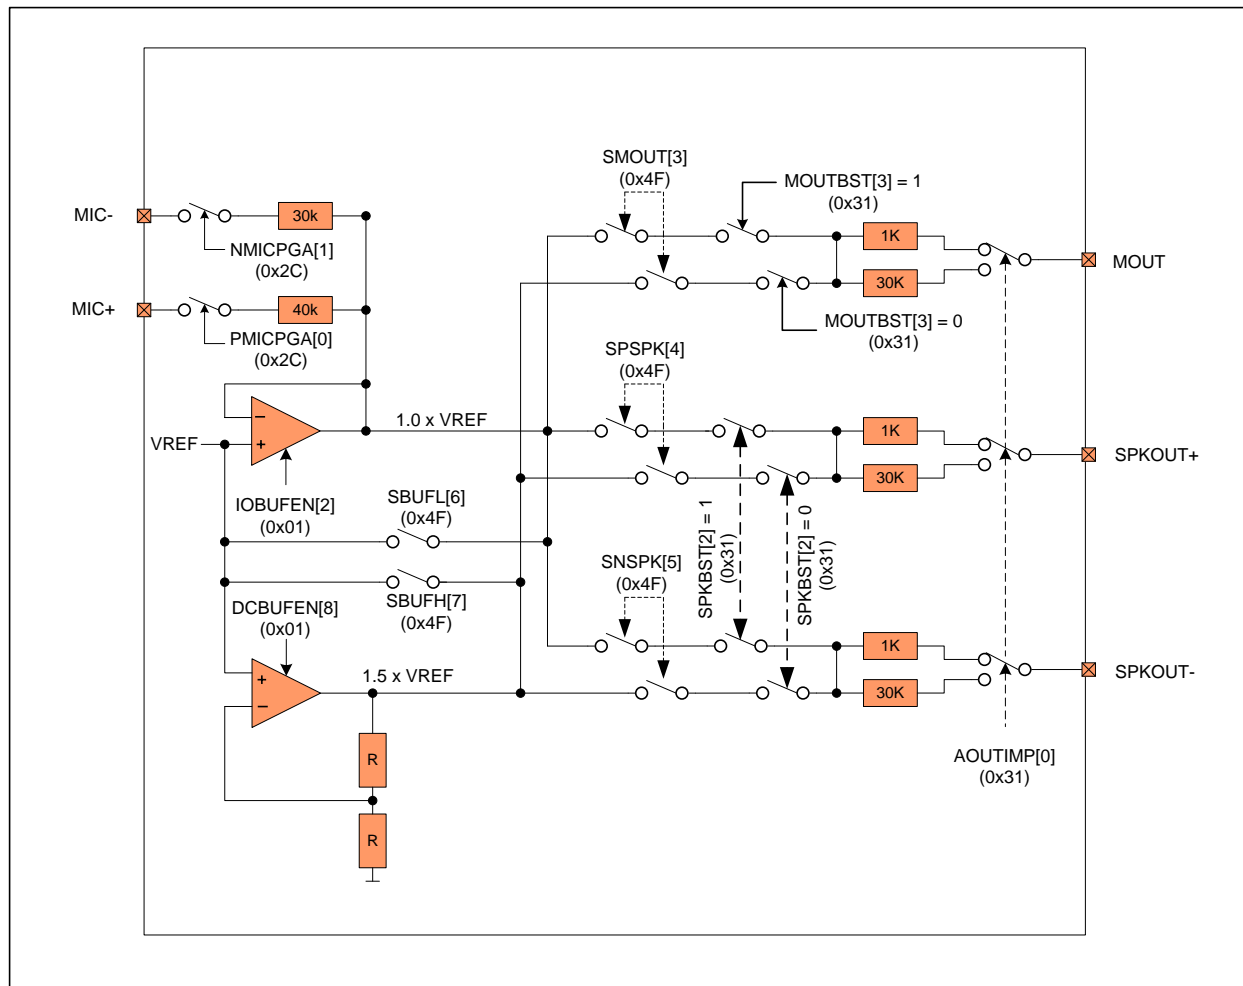 SMOUT[3]
(0x4F)
MOUTBST[3] = 1
(0x31)
MIC-
30k
NMICPGA[1]
(0x2C)
1K
MOUT
30K
MIC+
40k
PMICPGA[0]
(0x2C)
MOUTBST[3] = 0
(0x31)
SPSPK[4]
(0x4F)
−
+
VREF
1.0 x VREF
1K
SPKOUT+
30K
IOBUFEN[2]
(0x01)
SBUFL[6]
(0x4F)
SPKBST[2] = 1
(0x31)
SPKBST[2] = 0
(0x31)
SNSPK[5]
(0x4F)
SBUFH[7]
(0x4F)
DCBUFEN[8]
(0x01)
1K
SPKOUT-
30K
+
−
1.5 x VREF
R
R
AOUTIMP[0]
(0x31)